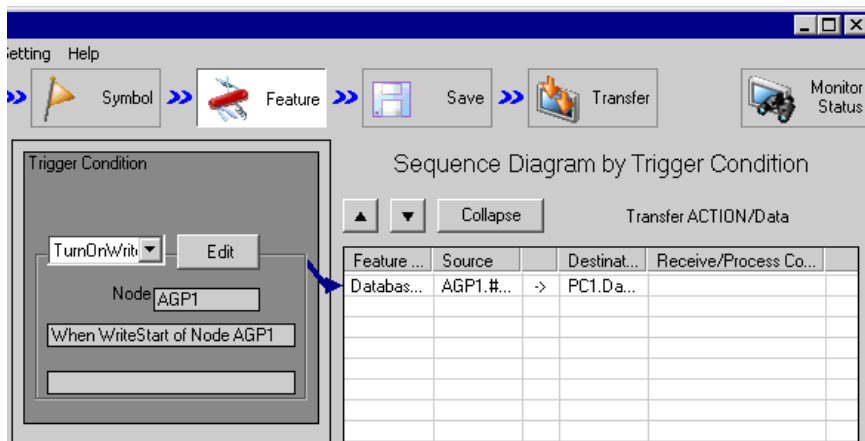 Setting Help
Symbol Feature Save Transfer Monitor Status
Trigger Condition
TurnOnWrit
Edit
Node AGP1
When WriteStart of Node AGP1
Sequence Diagram by Trigger Condition
Collapse
Transfer ACTION/Data
Feature ... Source Destinat... Receive/Process Co...
Databas... AGP1.#... -> PC1.Da...